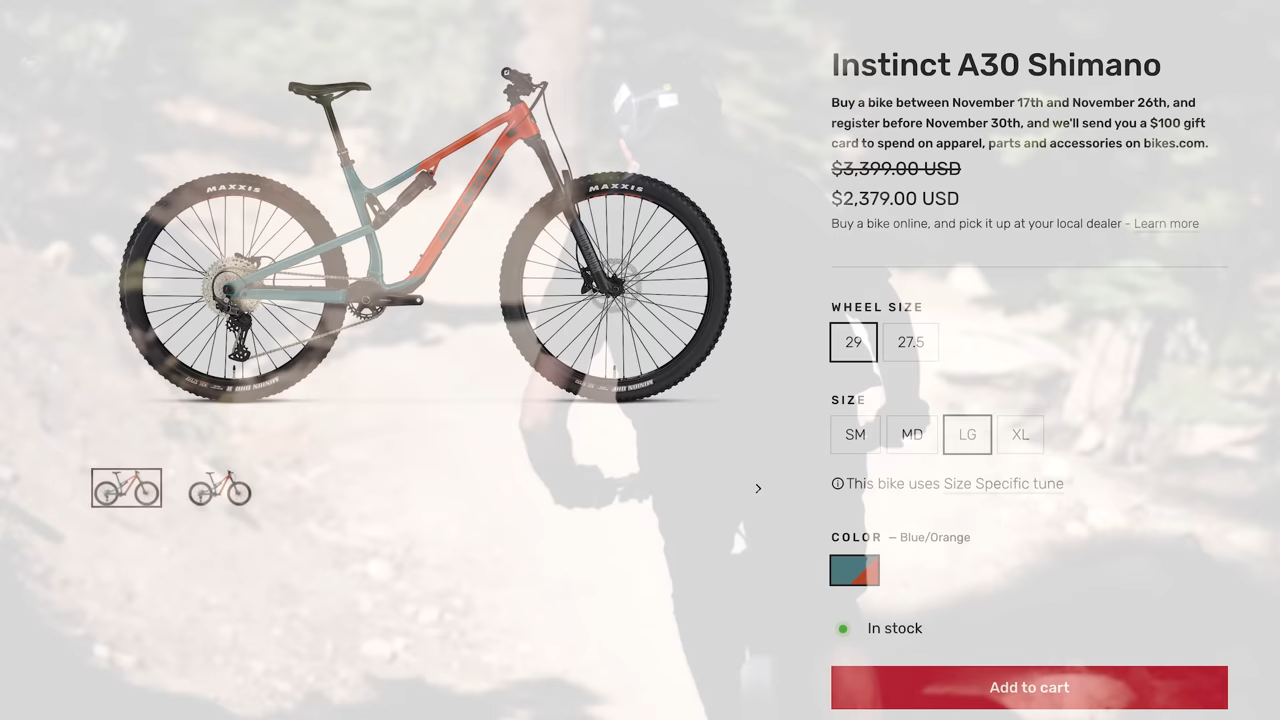 Instinct A30 Shimano
Buy a bike between November 17th and November 26th, and
register before November 30th, and we'll send you a $100 gift
card to spend on apparel, parts and accessories on bikes.com.
$3,399.00 USD
$2,379.00 USD
Buy a bike online, and pick it up at your local dealer - Learn more
MAXXIS
MAXXIS
WHEEL SIZE
29 27.5
SIZE
SM MD LG XL
This bike uses Size Specific tune
COLOR — Blue/Orange
In stock
Add to cart